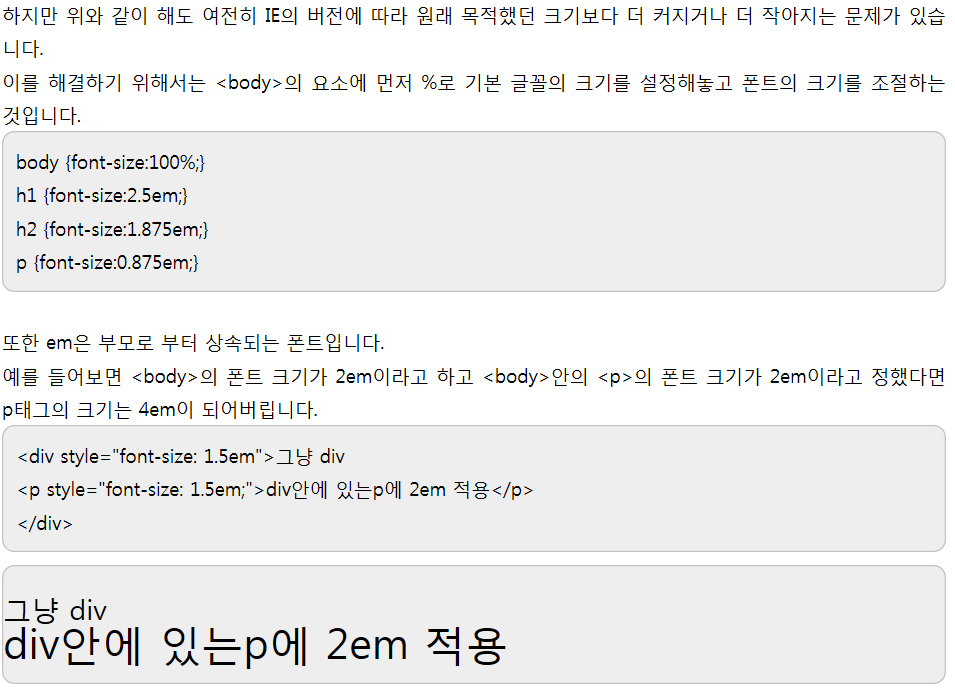 하지만 위와 같이 해도 여전히 IE의 버전에 따라 원래 목적했던 크기보다 더 커지거나 더 작아지는 문제가 있습
니다.
이를 해결하기 위해서는 <body>의 요소에 먼저 %로 기본 글꼴의 크기를 설정해놓고 폰트의 크기를 조절하는
것입니다.
body {font-size:100%;}
h1 {font-size:2.5em;}
h2 {font-size:1.875em;}
p {font-size:0.875em;}
또한 em은 부모로 부터 상속되는 폰트입니다.
예를 들어보면 <body>의 폰트 크기가 2em이라고 하고 <body>안의 <p>의 폰트 크기가 2em이라고 정했다면
p태그의 크기는 4em이 되어버립니다.
<div style="font-size: 1.5em">그냥 div
<p style="font-size: 1.5em;">div안에 있는p에 2em 적용</p>
</div>
그냥 div
div안에 있는p에 2em 적용